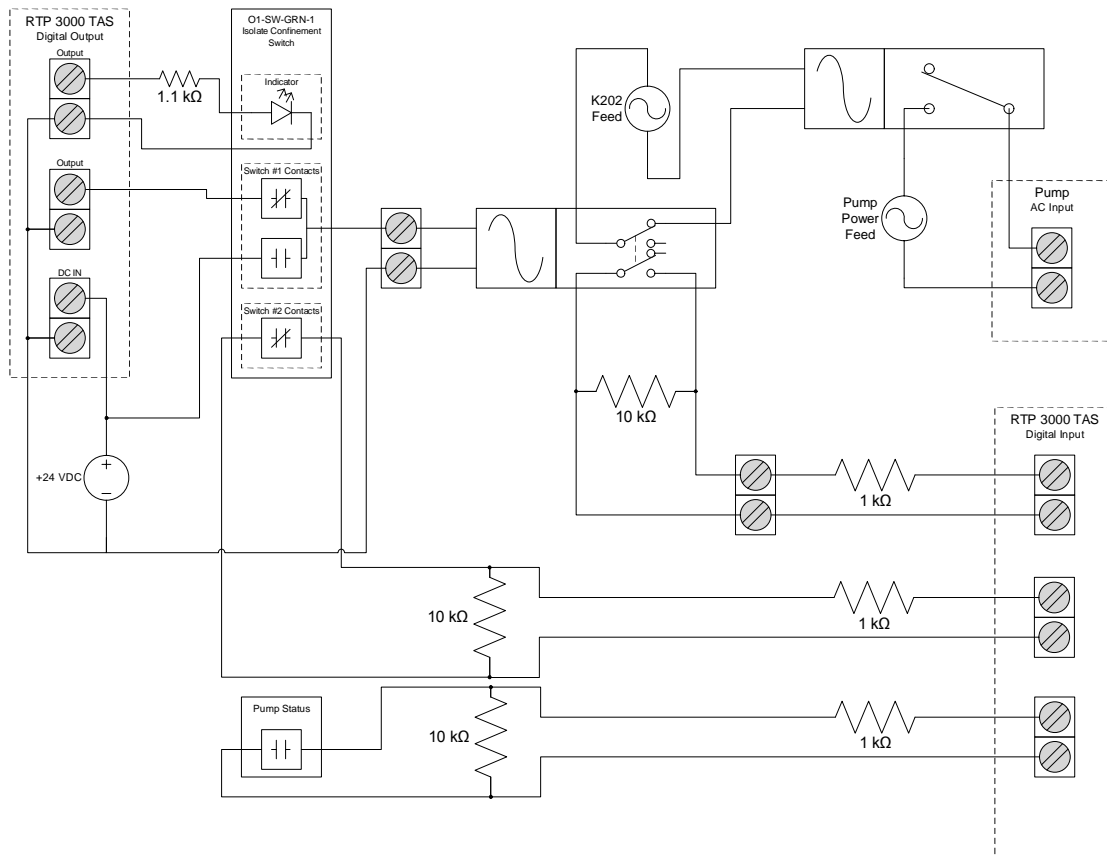 RTP 3000 TAS
Digital Output
Output
Output
DC IN
+24 VDC
1.1 kΩ
O1-SW-GRN-1
Isolate Confinement
Switch
Indicator
Switch #1 Contacts
Switch #2 Contacts
K202
Feed
Pump
Power
Feed
Pump
AC Input
10 kΩ
RTP 3000 TAS
Digital Input
1 kΩ
10 kΩ
1 kΩ
Pump Status
10 kΩ
1 kΩ